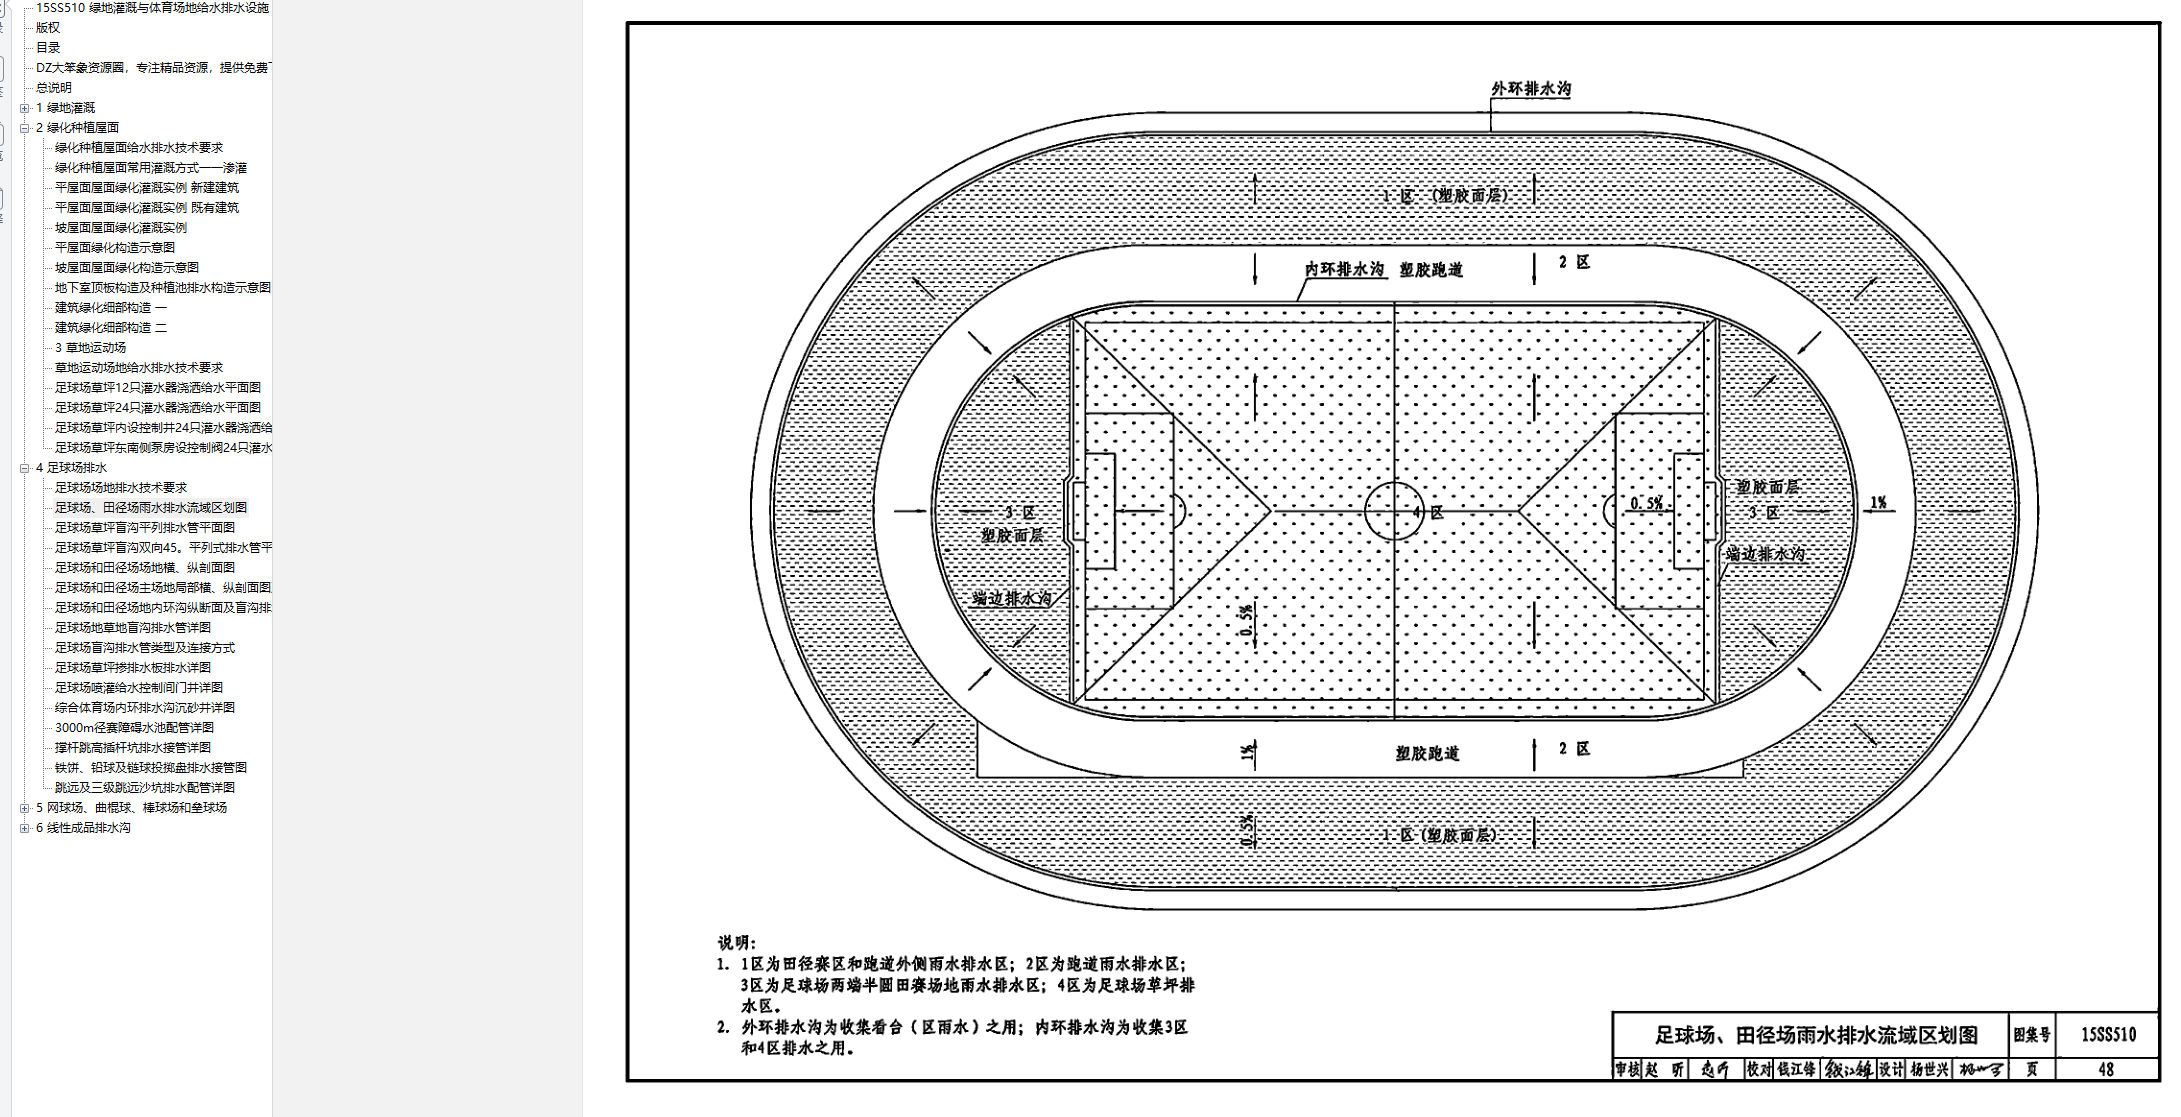 15SS510 绿地灌溉与体育场地给水排水设施
版权
目录
DZ大笨象资源圈，专注精品资源，提供免费
总说明
1 绿地灌溉
2 绿化种植屋面
绿化种植屋面给水排水技术要求
绿化种植屋面常用灌溉方式——渗灌
平屋面屋面绿化灌溉实例 新建建筑
平屋面屋面绿化灌溉实例 既有建筑
坡屋面屋面绿化灌溉实例
平屋面绿化构造示意图
坡屋面屋面绿化构造示意图
地下室顶板构造及种植池排水构造示意图
建筑绿化细部构造 一
建筑绿化细部构造 二
3 草地运动场
草地运动场地给水排水技术要求
足球场草坪12只灌水器浇洒给水平面图
足球场草坪24只灌水器浇洒给水平面图
足球场草坪内设控制井24只灌水器浇洒给
足球场草坪东南侧泵房设控制阀24只灌水
4 足球场排水
足球场场地排水技术要求
足球场、田径场雨水排水流域区划图
足球场草坪盲沟平列排水管平面图
足球场草坪盲沟双向45。平列式排水管平
足球场和田径场场地横、纵剖面图
足球场和田径场主场地局部横、纵剖面图
足球场和田径场地内环沟纵断面及盲沟排
足球场地草地盲沟排水管详图
足球场盲沟排水管类型及连接方式
足球场草坪掺排水板排水详图
足球场喷灌给水控制间门井详图
综合体育场内环排水沟沉砂井详图
3000m径赛障碍水池配管详图
撑杆跳高插杆坑排水接管详图
铁饼、铅球及链球投掷盘排水接管图
跳远及三级跳远沙坑排水配管详图
5 网球场、曲棍球、棒球场和垒球场
6 线性成品排水沟
外环排水沟
1 区 (塑胶面层)
内环排水沟 塑胶跑道 2 区
塑胶面层
3 区 4 区 0.5% 3 区 1%
塑胶面层
端边排水沟
端边排水沟
0.5%
1% 塑胶跑道 2 区
0.5% 1 区(塑胶面层)
说明:
1. 1区为田径赛区和跑道外侧雨水排水区；2区为跑道雨水排水区；
3区为足球场两端半圆田赛场地雨水排水区；4区为足球场草坪排
水区。
2. 外环排水沟为收集看台（区雨水）之用；内环排水沟为收集3区
和4区排水之用。
足球场、田径场雨水排水流域区划图 图集号 15SS510
审核 赵 昕 校对 钱江锋 设计 杨世兴 页 48